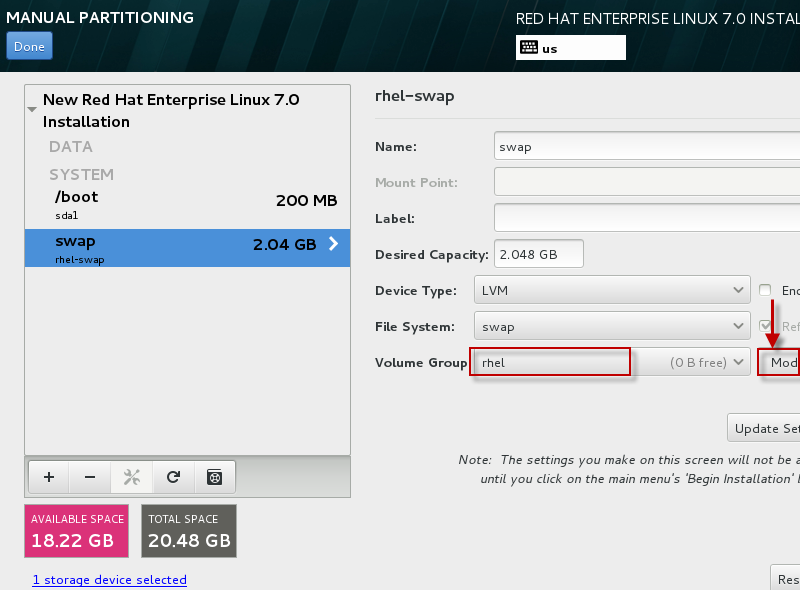 MANUAL PARTITIONING
RED HAT ENTERPRISE LINUX 7.0 INSTAL
Done
us
New Red Hat Enterprise Linux 7.0
Installation
DATA
SYSTEM
/boot 200 MB
sda1
swap 2.04 GB
rhel-swap
AVAILABLE SPACE
18.22 GB
TOTAL SPACE
20.48 GB
1 storage device selected
rhel-swap
Name: swap
Mount Point:
Label:
Desired Capacity: 2.048 GB
Device Type: LVM Enc
File System: swap Ref
Volume Group rhel (0 B free) Mod
Update Set
Note: The settings you make on this screen will not be a
until you click on the main menu's 'Begin Installation' b
Res